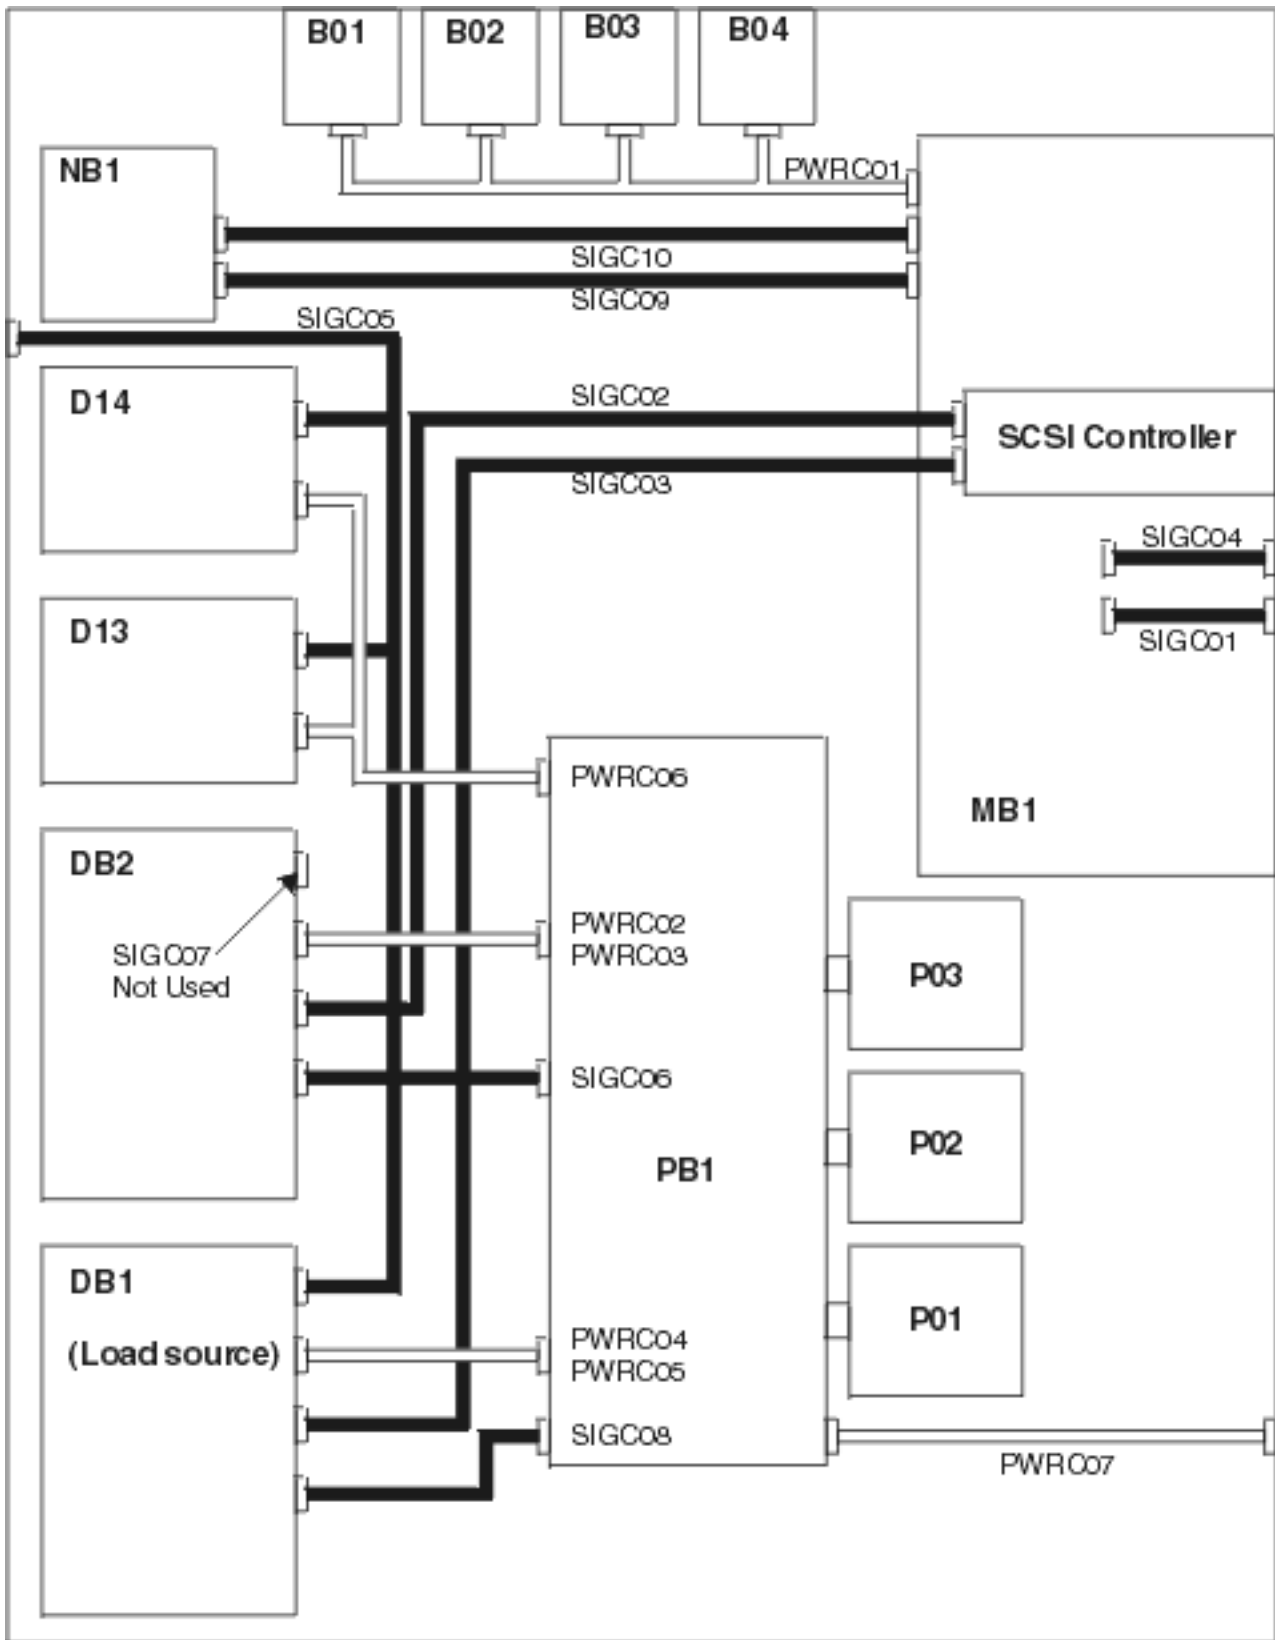 B01
B02
B03
B04
NB1
PWRC01
SIGC10
SIGC09
SIGC05
D14
SIGC02
SCSI Controller
SIGC03
SIGC04
D13
SIGC01
PWRC06
MB1
DB2
PWRC02
PWRC03
SIGC07
Not Used
P03
SIGC06
P02
PB1
DB1
(Load source)
P01
PWRC04
PWRC05
SIGC08
PWRC07